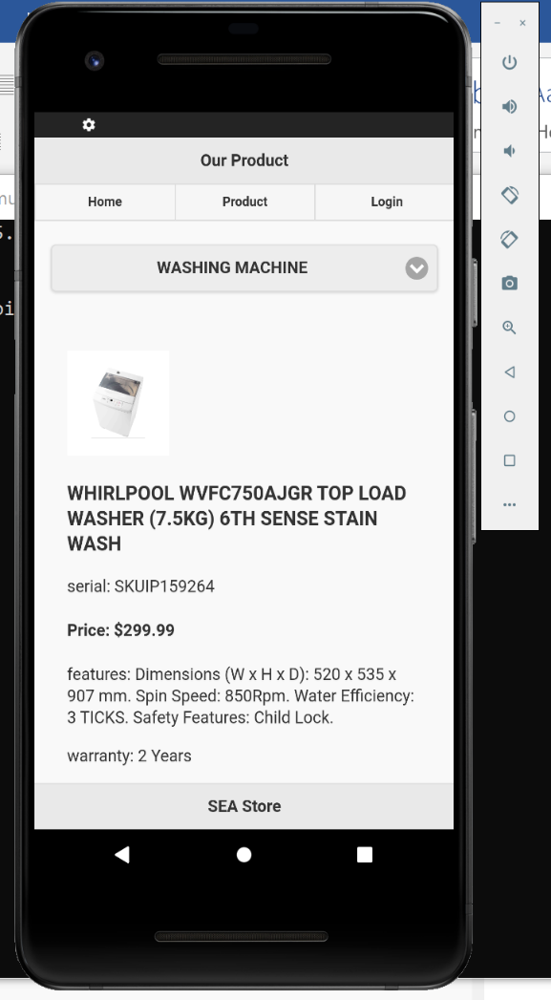 Our Product
Home Product Login
WASHING MACHINE
WHIRLPOOL WVFC750AJGR TOP LOAD
WASHER (7.5KG) 6TH SENSE STAIN
WASH
serial: SKUIP159264
Price: $299.99
features: Dimensions (W x H x D): 520 x 535 x
907 mm. Spin Speed: 850Rpm. Water Efficiency:
3 TICKS. Safety Features: Child Lock.
warranty: 2 Years
SEA Store